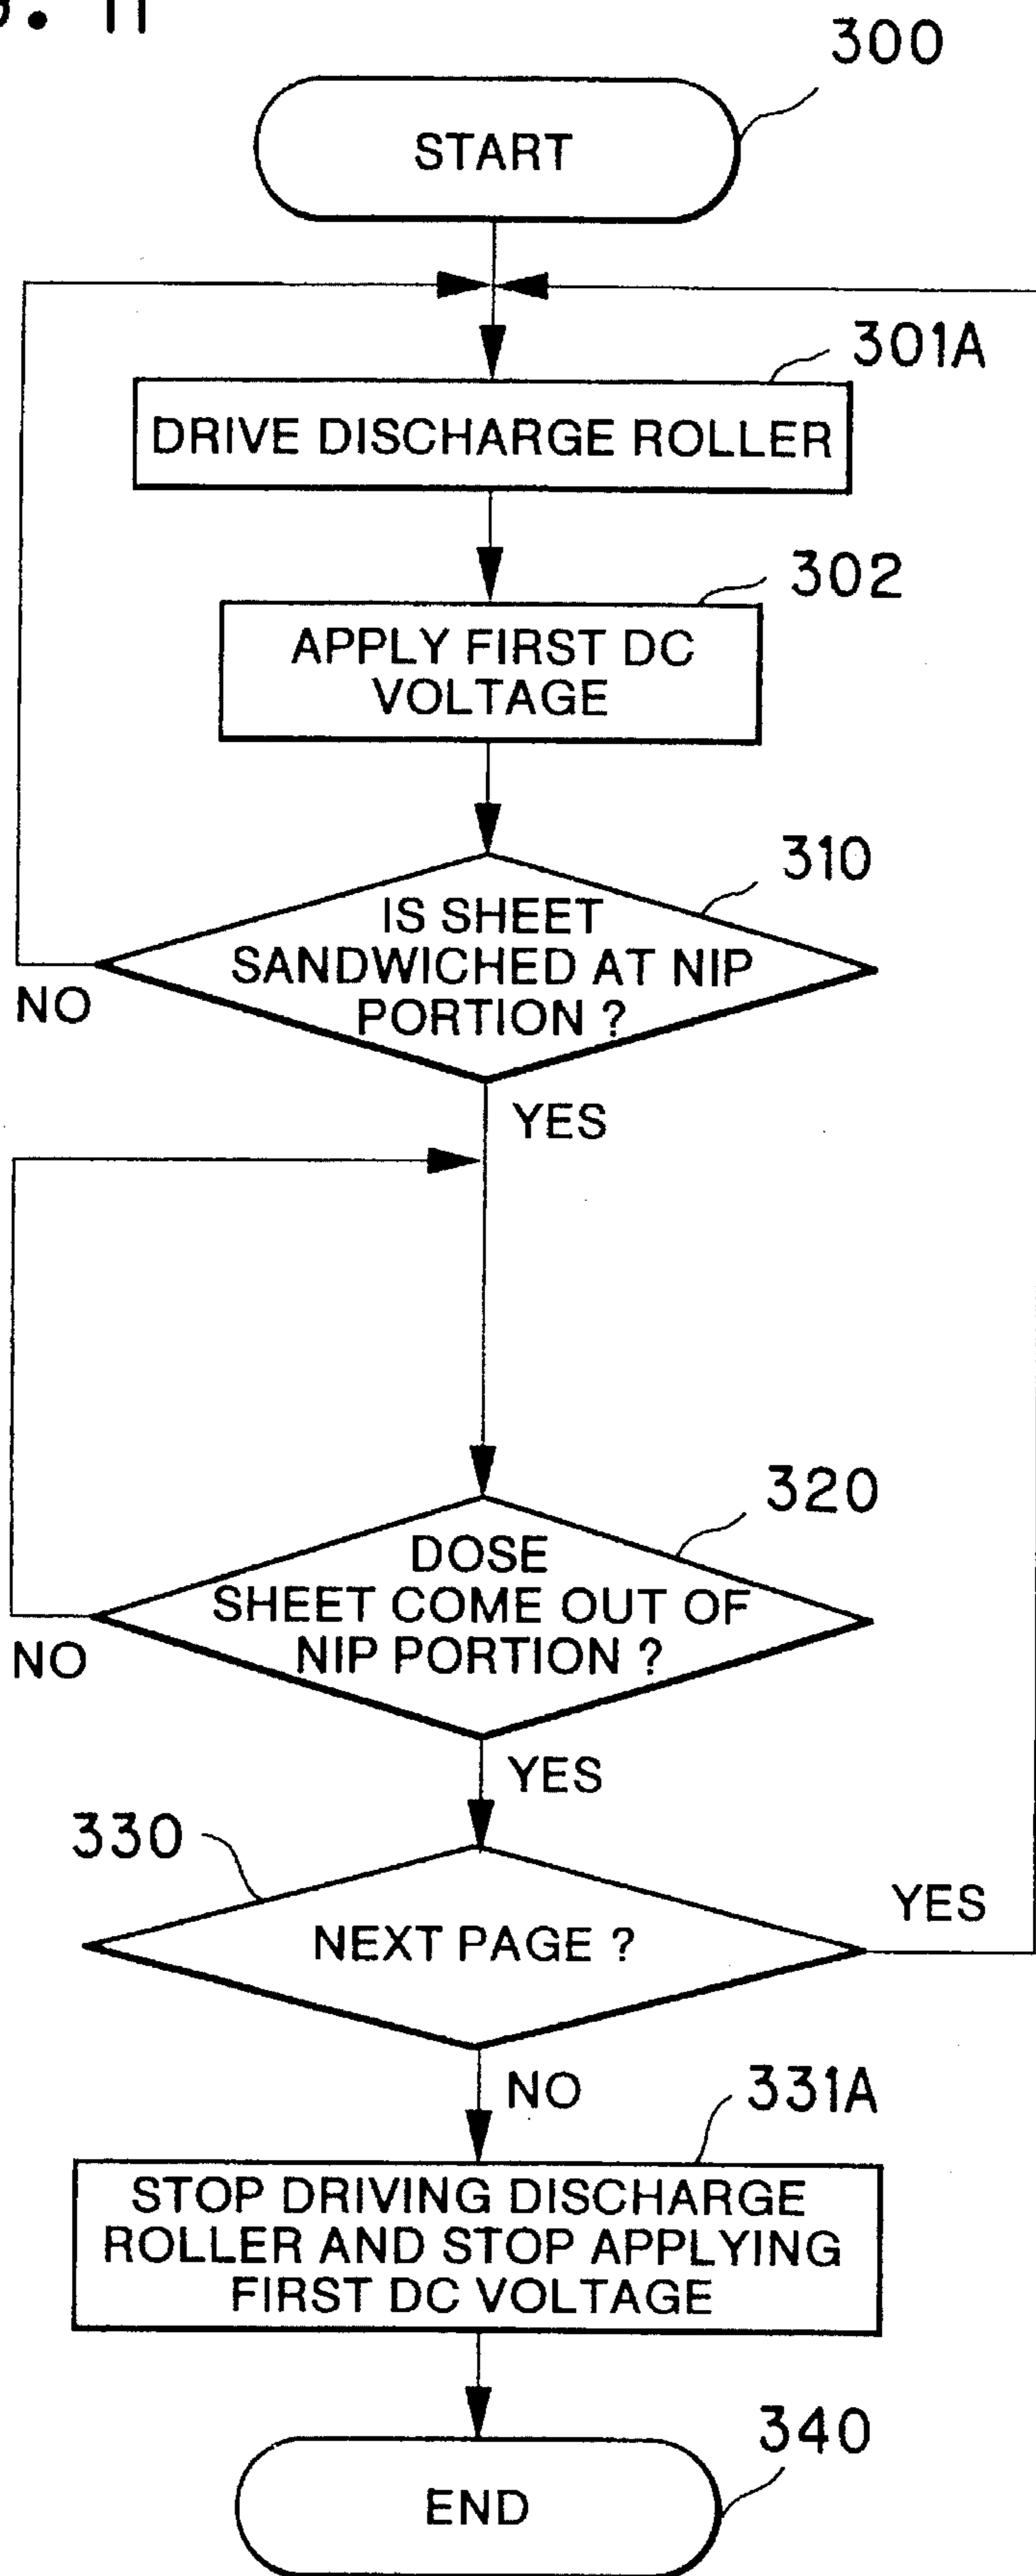 300
START
301A
DRIVE DISCHARGE ROLLER
302
APPLY FIRST DC
VOLTAGE
310
IS SHEET
SANDWICHED AT NIP
PORTION ?
NO
YES
320
DOSE
SHEET COME OUT OF
NIP PORTION ?
NO
YES
330
NEXT PAGE ?
YES
NO
331A
STOP DRIVING DISCHARGE
ROLLER AND STOP APPLYING
FIRST DC VOLTAGE
340
END